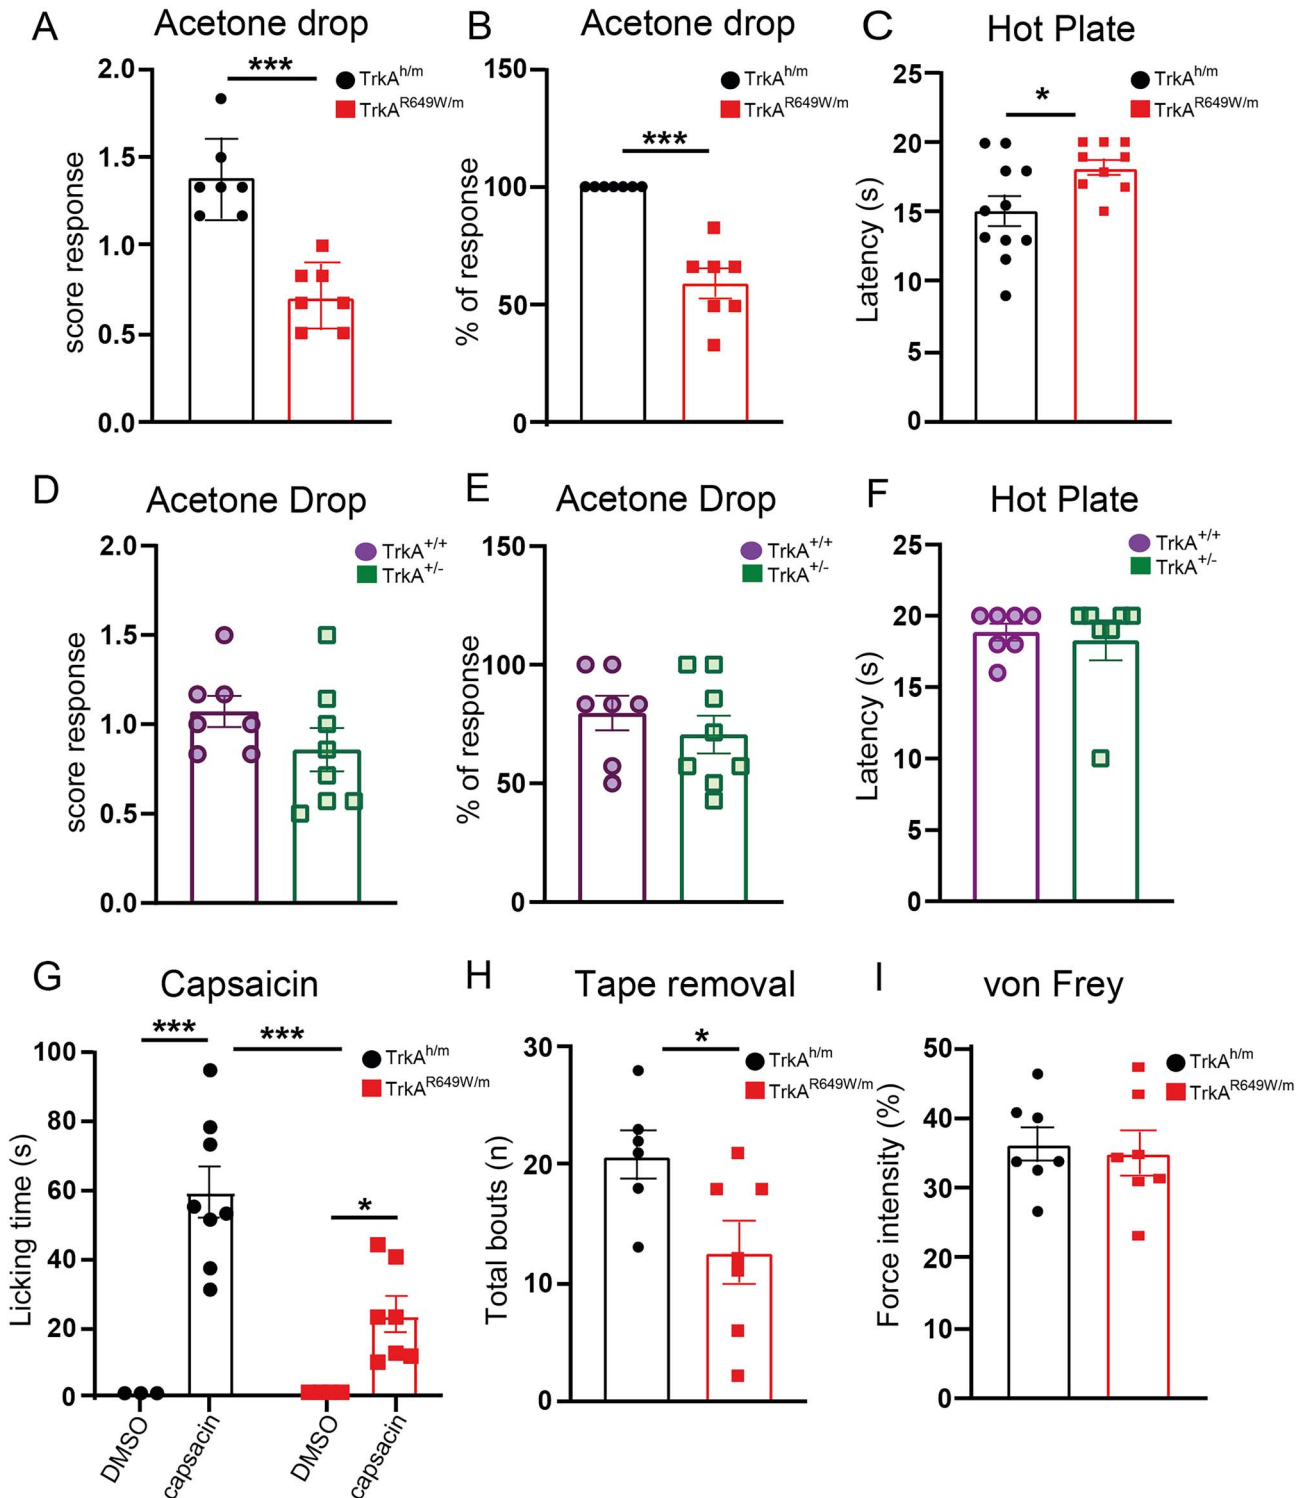 A
Acetone drop
***
TrkA^h/m
TrkA^R649W/m
score response
2.0
1.5
1.0
0.5
0.0
B
Acetone drop
***
TrkA^h/m
TrkA^R649W/m
% of response
150
100
50
0
C
Hot Plate
*
TrkA^h/m
TrkA^R649W/m
Latency (s)
25
20
15
10
5
0
D
Acetone Drop
TrkA^+/+
TrkA^+/-
score response
2.0
1.5
1.0
0.5
0.0
E
Acetone Drop
TrkA^+/+
TrkA^+/-
% of response
150
100
50
0
F
Hot Plate
TrkA^+/+
TrkA^+/-
Latency (s)
25
20
15
10
5
0
G
Capsaicin
***
***
*
TrkA^h/m
TrkA^R649W/m
Licking time (s)
100
80
60
40
20
0
DMSO
capsacin
DMSO
capsacin
H
Tape removal
*
TrkA^h/m
TrkA^R649W/m
Total bouts (n)
30
20
10
0
I
von Frey
TrkA^h/m
TrkA^R649W/m
Force intensity (%)
50
40
30
20
10
0